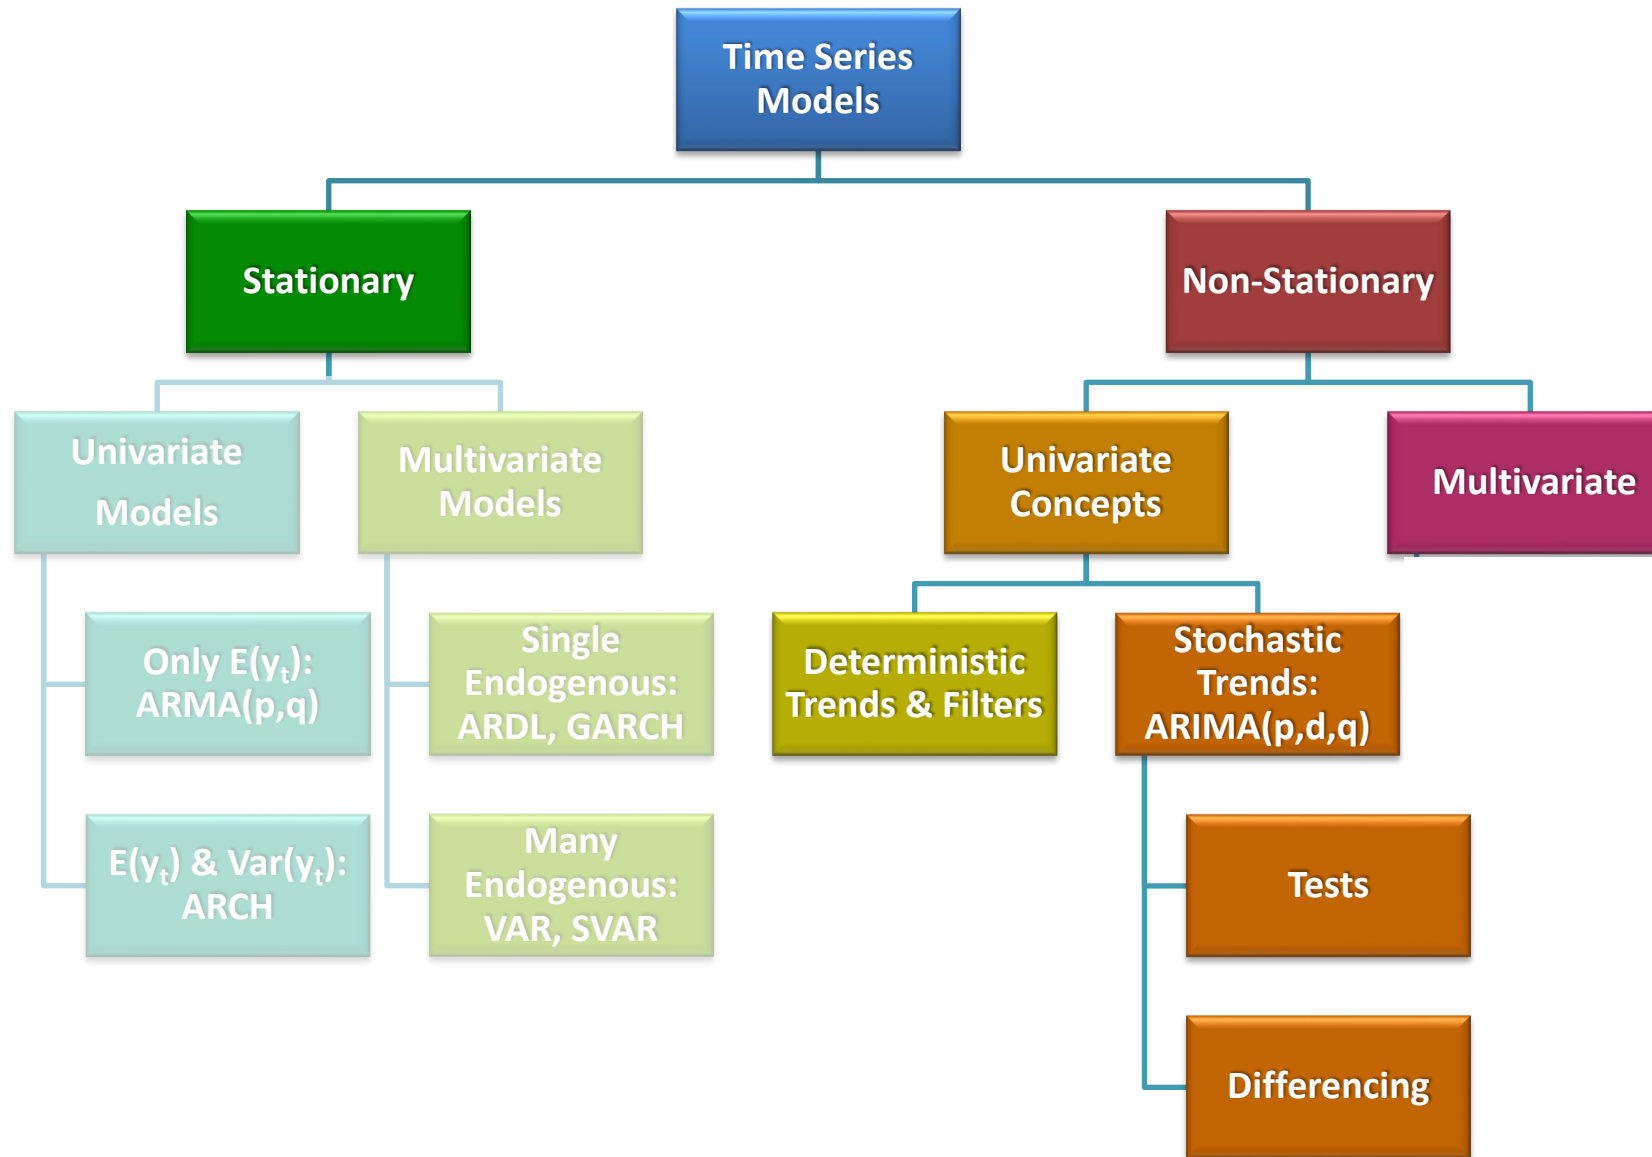 Time Series
Models
Stationary
Non-Stationary
Univariate
Models
Multivariate
Models
Univariate
Concepts
Multivariate
Only E(yₜ):
ARMA(p,q)
Single
Endogenous:
ARDL, GARCH
Deterministic
Trends & Filters
Stochastic
Trends:
ARIMA(p,d,q)
E(yₜ) & Var(yₜ):
ARCH
Many
Endogenous:
VAR, SVAR
Tests
Differencing